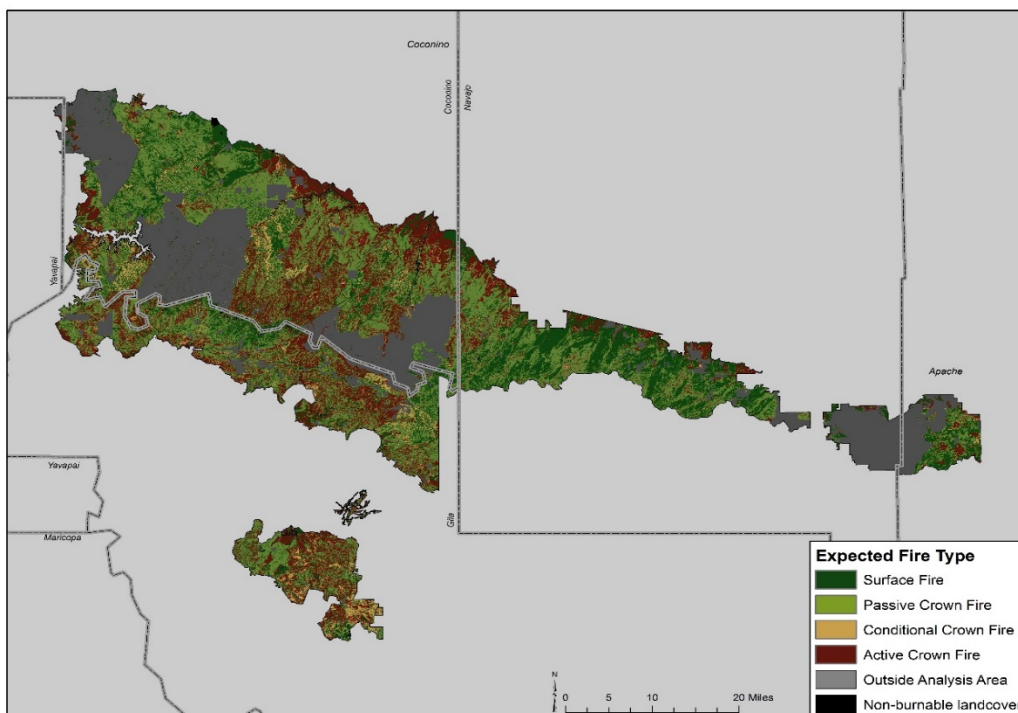 Coconino
Coconino
Navajo
Yavapai
Apache
Yavapai
Maricopa
Gila
Expected Fire Type
Surface Fire
Passive Crown Fire
Conditional Crown Fire
Active Crown Fire
Outside Analysis Area
Non-burnable landcover
N
0 5 10 20 Miles